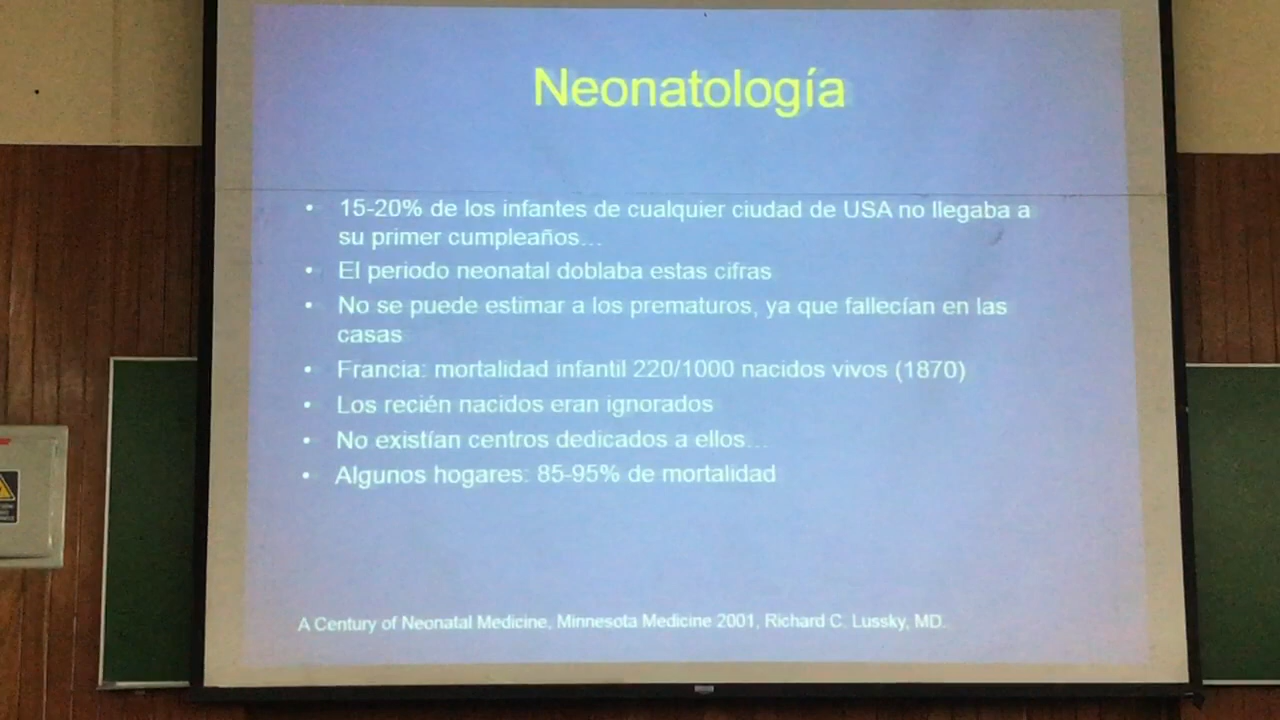 Neonatología
• 15-20% de los infantes de cualquier ciudad de USA no llegaba a
su primer cumpleaños...
• El periodo neonatal doblaba estas cifras
• No se puede estimar a los prematuros, ya que fallecían en las
casas
• Francia: mortalidad infantil 220/1000 nacidos vivos (1870)
• Los recién nacidos eran ignorados
• No existían centros dedicados a ellos...
• Algunos hogares: 85-95% de mortalidad
A Century of Neonatal Medicine, Minnesota Medicine 2001, Richard C. Lussky, MD.